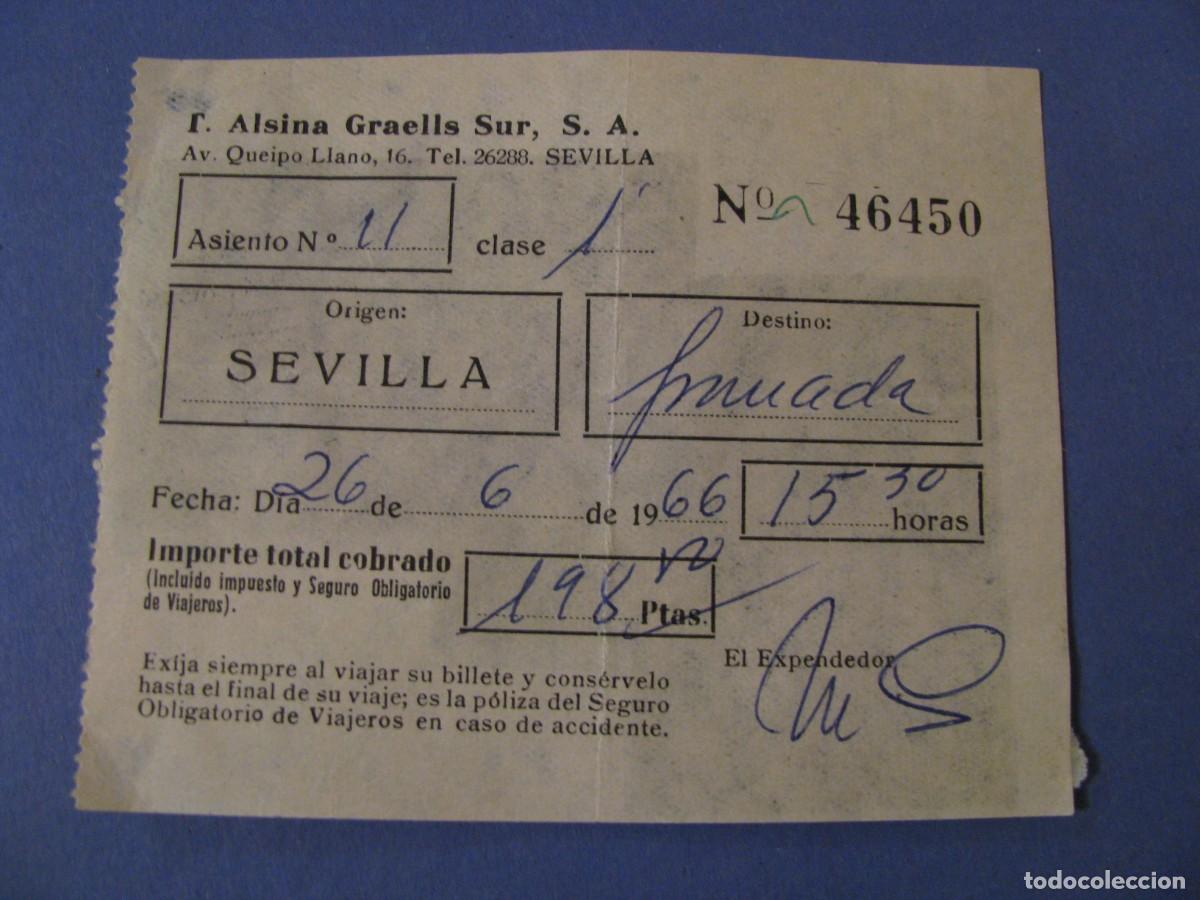 T. Alsina Graells Sur, S. A.
Av. Queipo Llano, 16. Tel. 26288. SEVILLA
Nº 46450
Asiento Nº 11 clase 1ª
Origen:
SEVILLA
Destino:
Granada
Fecha: Día 26 de 6 de 1966 15 30 horas
Importe total cobrado
(Incluído impuesto y Seguro Obligatorio
de Viajeros).
198 Ptas.
El Expendedor
Exija siempre al viajar su billete y consérvelo
hasta el final de su viaje; es la póliza del Seguro
Obligatorio de Viajeros en caso de accidente.
todocoleccion